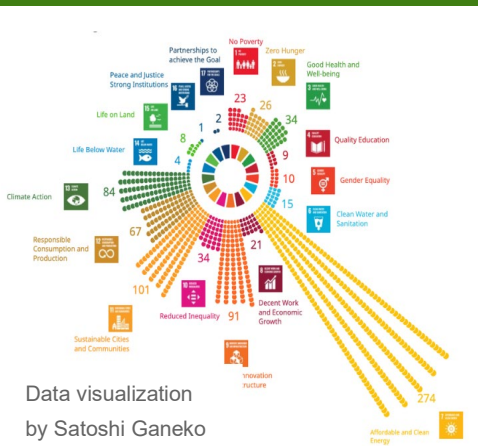 No Poverty
Partnerships to
achieve the Goal
Zero Hunger
Good Health and
Well-being
Peace and Justice
Strong Institutions
Life on Land
Life Below Water
Climate Action
Responsible
Consumption and
Production
Sustainable Cities
and Communities
Reduced Inequality
nnovation
ructure
Decent Work
and Economic
Growth
Affordable and Clean
Energy
Clean Water and
Sanitation
Gender Equality
Quality Education
23
26
34
9
10
15
274
21
91
34
101
67
84
4
8
1
2
Data visualization
by Satoshi Ganeko